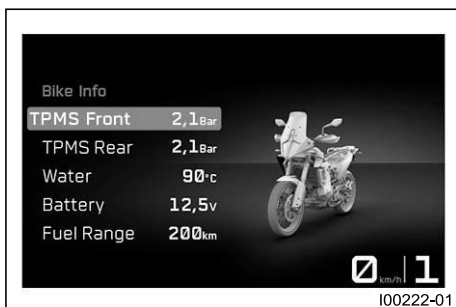 Bike Info
TPMS Front 2,1Bar
TPMS Rear 2,1Bar
Water 90°C
Battery 12,5V
Fuel Range 200km
0 km/h 1
I00222-01